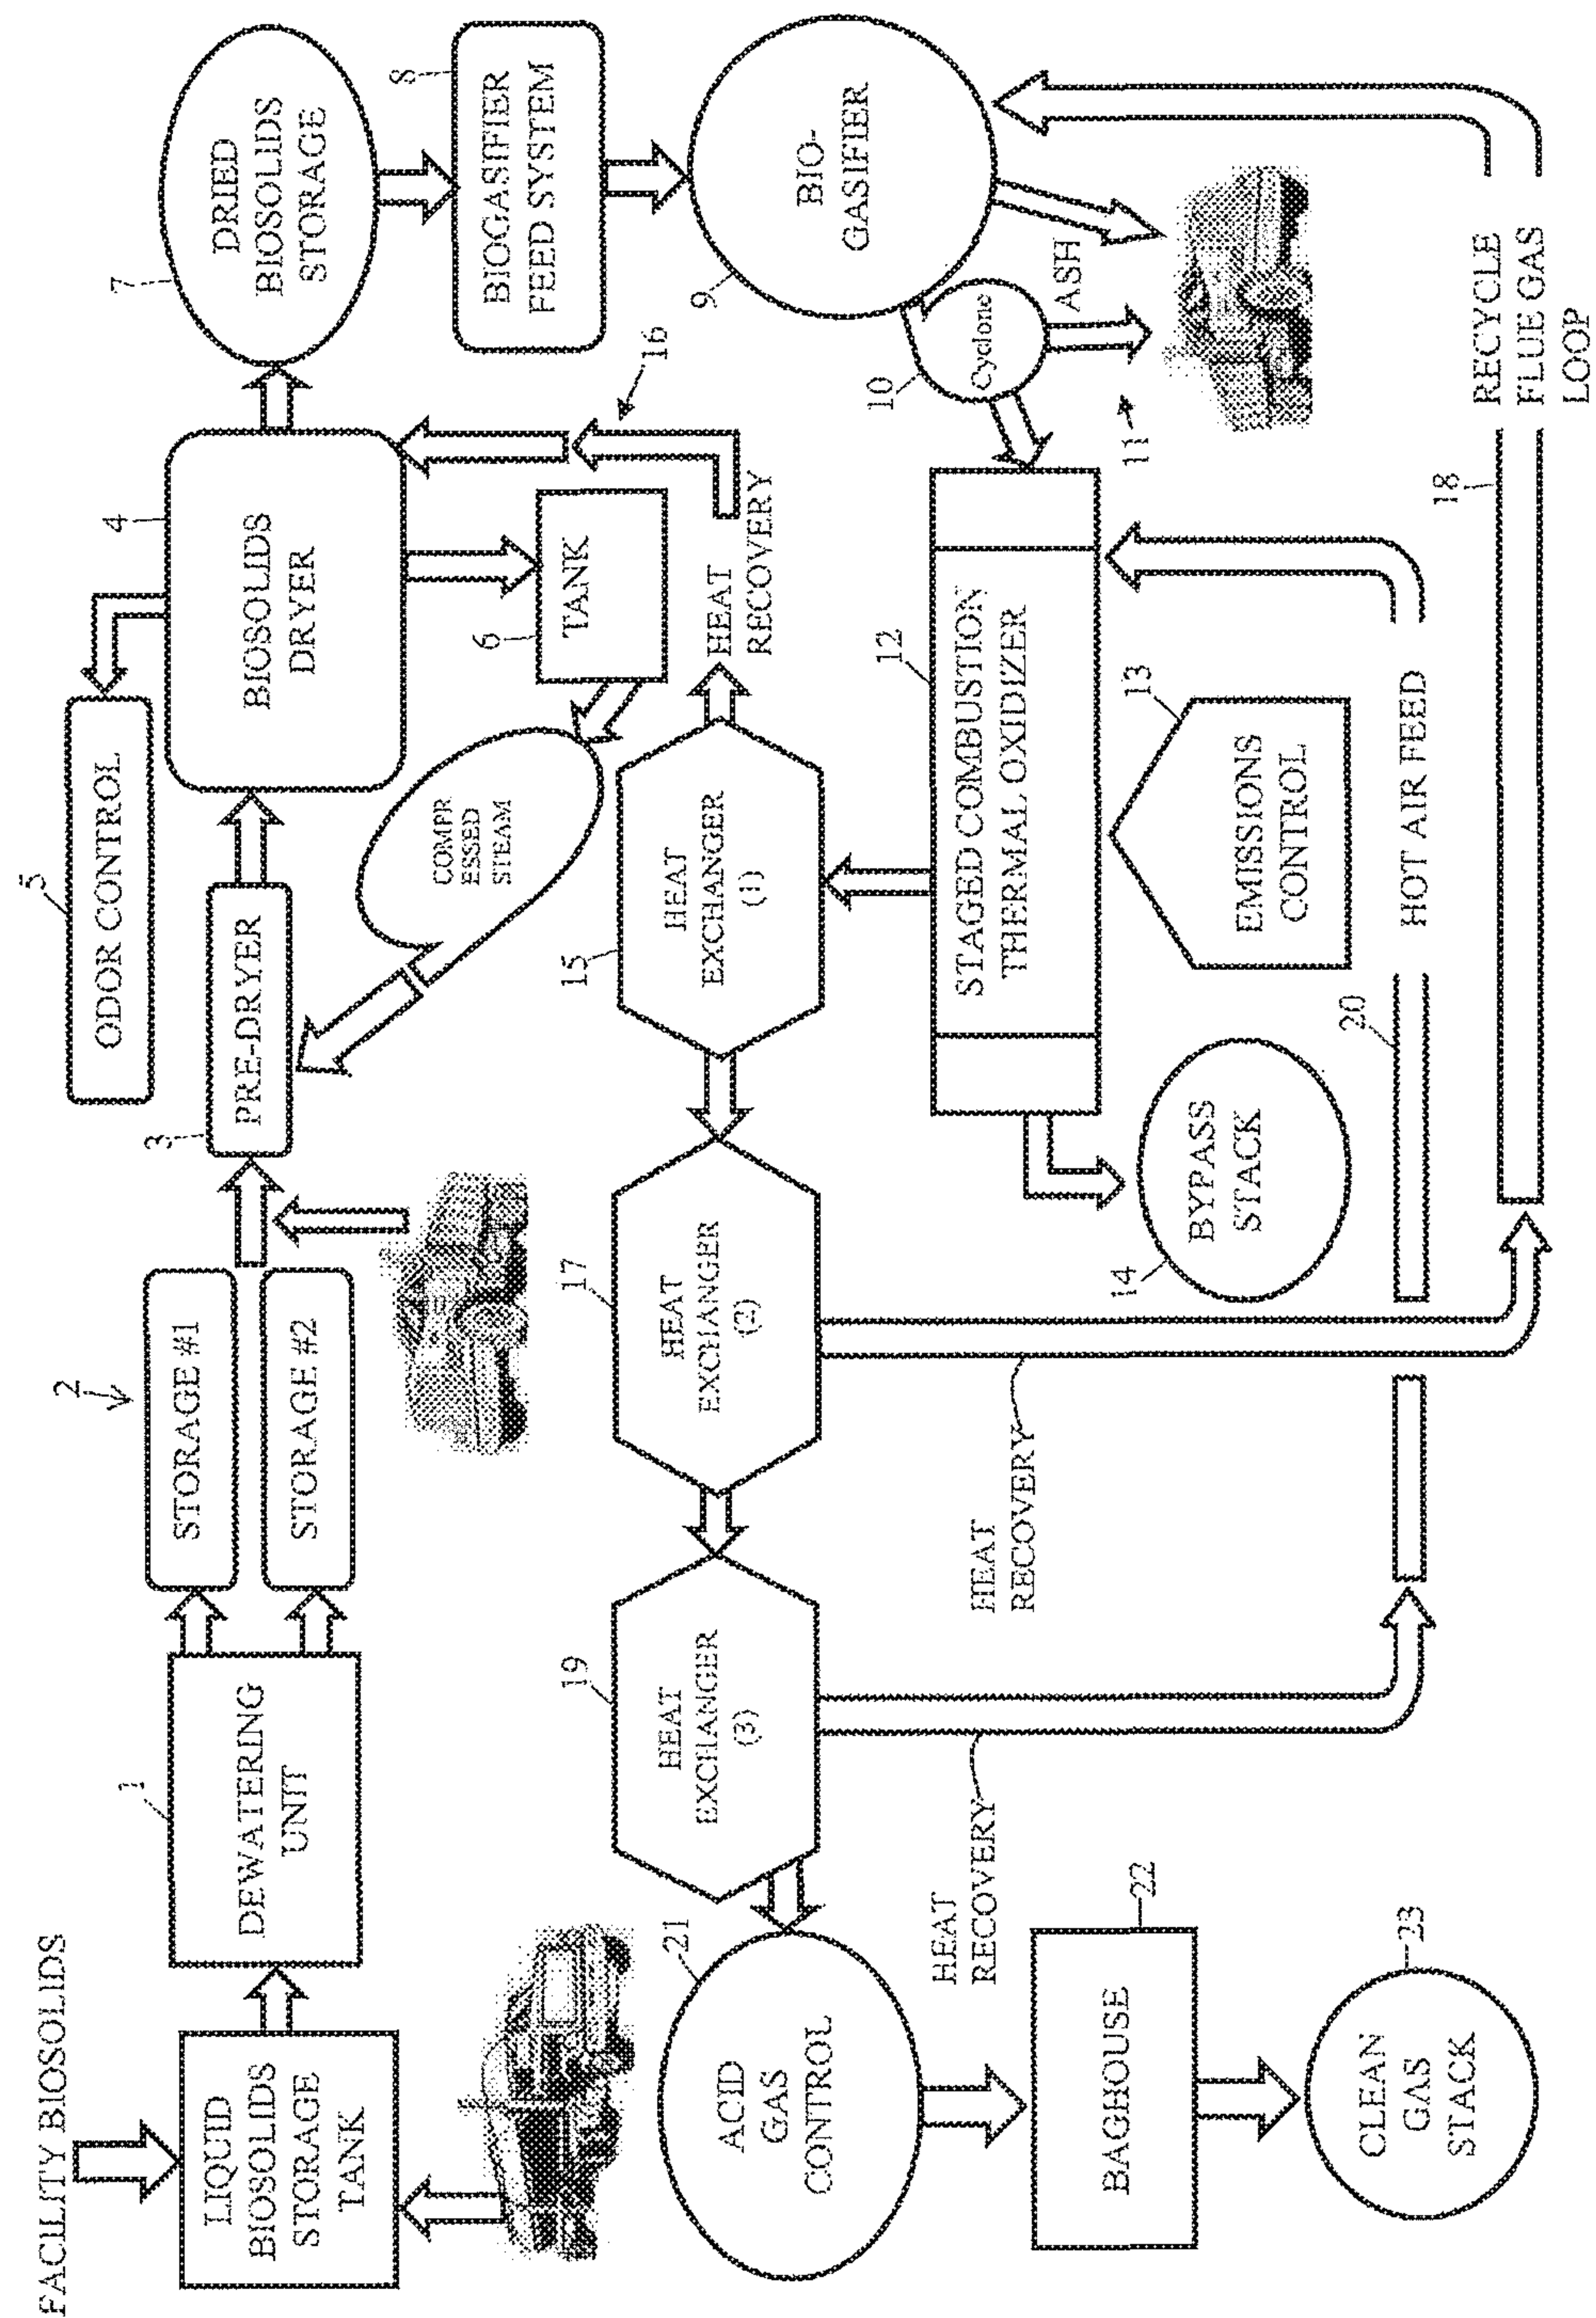 FACILITY BIOSOLIDS
LIQUID
BIOSOLIDS
STORAGE
TANK
1
DEWATERING
UNIT
2
STORAGE #1
STORAGE #2
3
PRE-DRYER
5
ODOR CONTROL
4
BIOSOLIDS
DRYER
7
DRIED
BIOSOLIDS
STORAGE
8
BIOGASIFIER
FEED SYSTEM
6
TANK
COMPR
ESSED
STEAM
16
HEAT
RECOVERY
15
HEAT
EXCHANGER
(1)
17
HEAT
EXCHANGER
(2)
19
HEAT
EXCHANGER
(3)
9
BIO-
GASIFIER
10
Cyclone
ASH
11
12
STAGED COMBUSTION
THERMAL OXIDIZER
13
EMISSIONS
CONTROL
14
BYPASS
STACK
HEAT
RECOVERY
HEAT
RECOVERY
21
ACID
GAS
CONTROL
22
BAGHOUSE
23
CLEAN
GAS
STACK
20
HOT AIR FEED
18
RECYCLE
FLUE GAS
LOOP